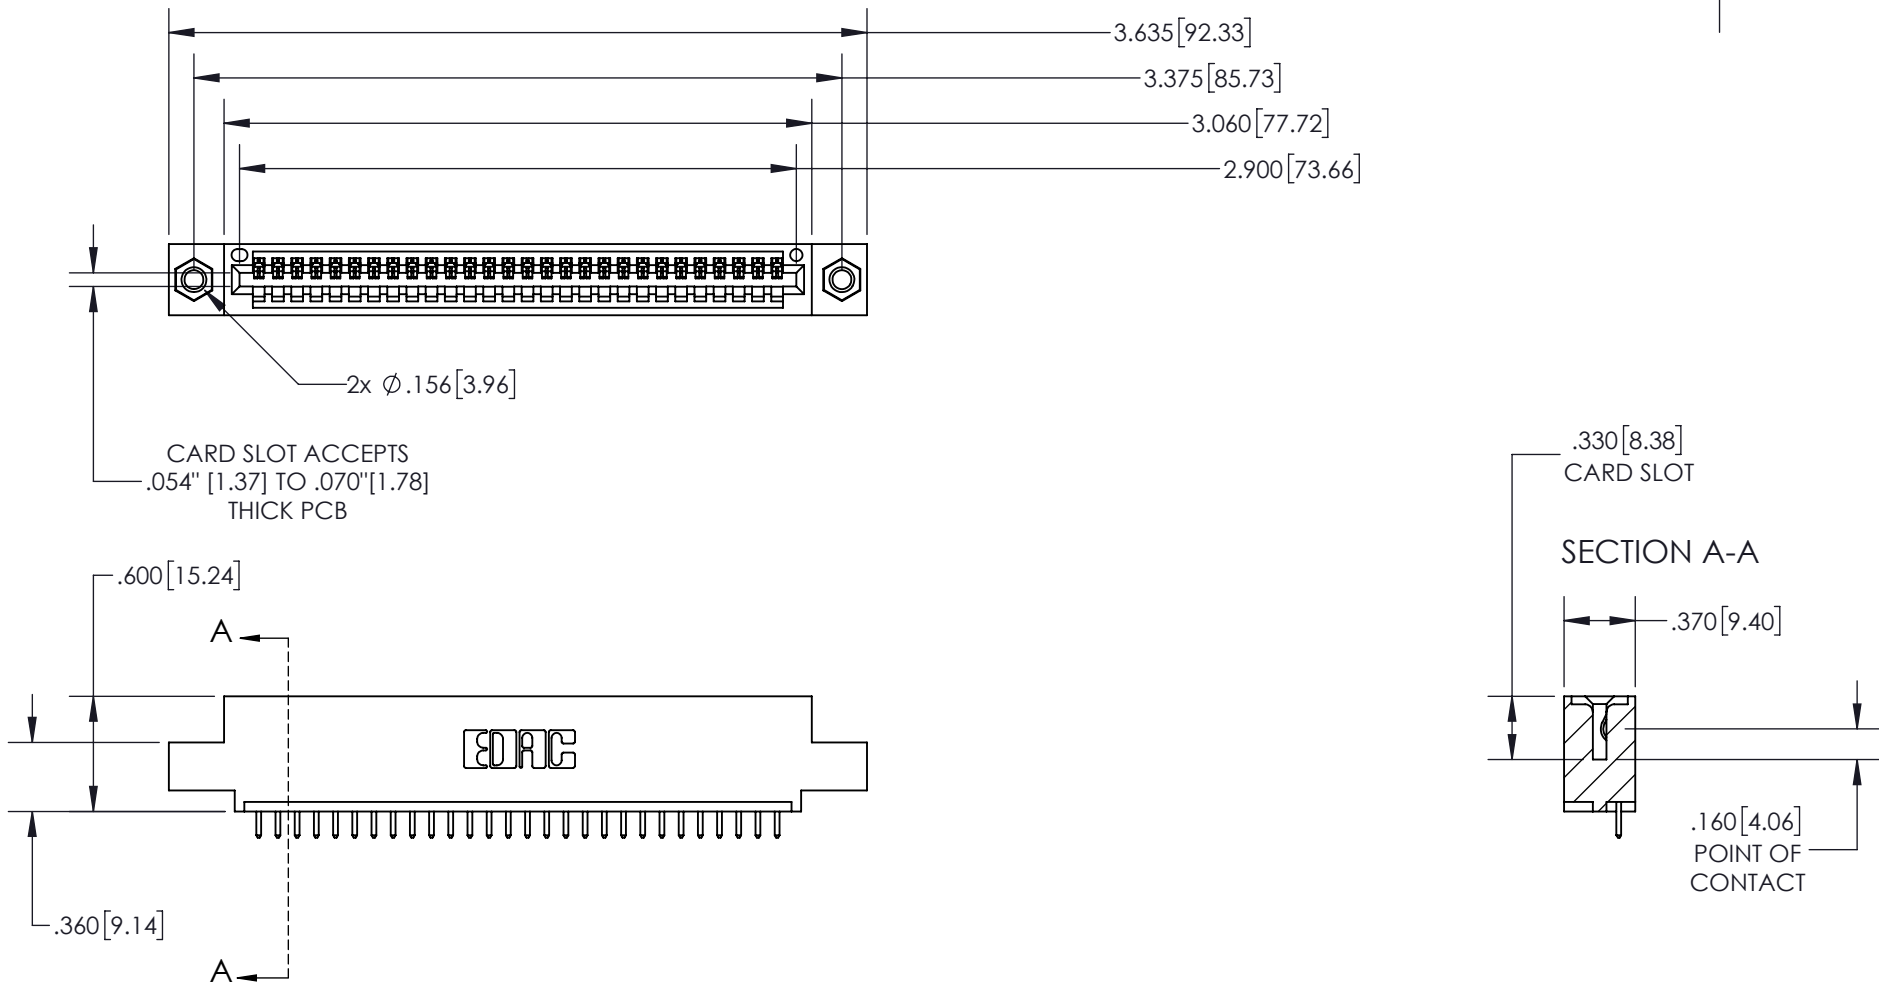 3.635[92.33]
3.375[85.73]
3.060[77.72]
2.900[73.66]
2x Ø.156[3.96]
CARD SLOT ACCEPTS
.054" [1.37] TO .070"[1.78]
THICK PCB
.330[8.38]
CARD SLOT
SECTION A-A
.600[15.24]
.370[9.40]
A
EDAC
.160[4.06]
POINT OF
CONTACT
.360[9.14]
A